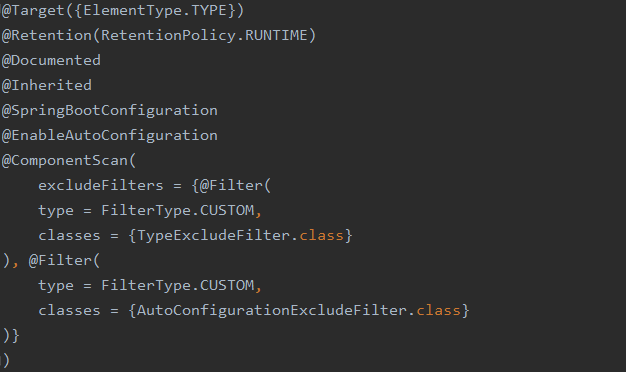 @Target({ElementType.TYPE})
@Retention(RetentionPolicy.RUNTIME)
@Documented
@Inherited
@SpringBootConfiguration
@EnableAutoConfiguration
@ComponentScan(
    excludeFilters = {@Filter(
    type = FilterType.CUSTOM,
    classes = {TypeExcludeFilter.class}
), @Filter(
    type = FilterType.CUSTOM,
    classes = {AutoConfigurationExcludeFilter.class}
)}
)